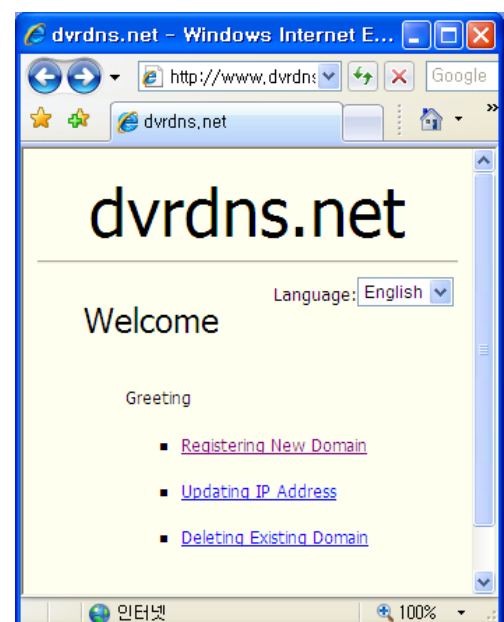 dvrdns.net - Windows Internet E...
http://www.dvrdns
Google
dvrdns.net
»
dvrdns.net
Language: English
Welcome
Greeting
Registering New Domain
Updating IP Address
Deleting Existing Domain
인터넷 100%